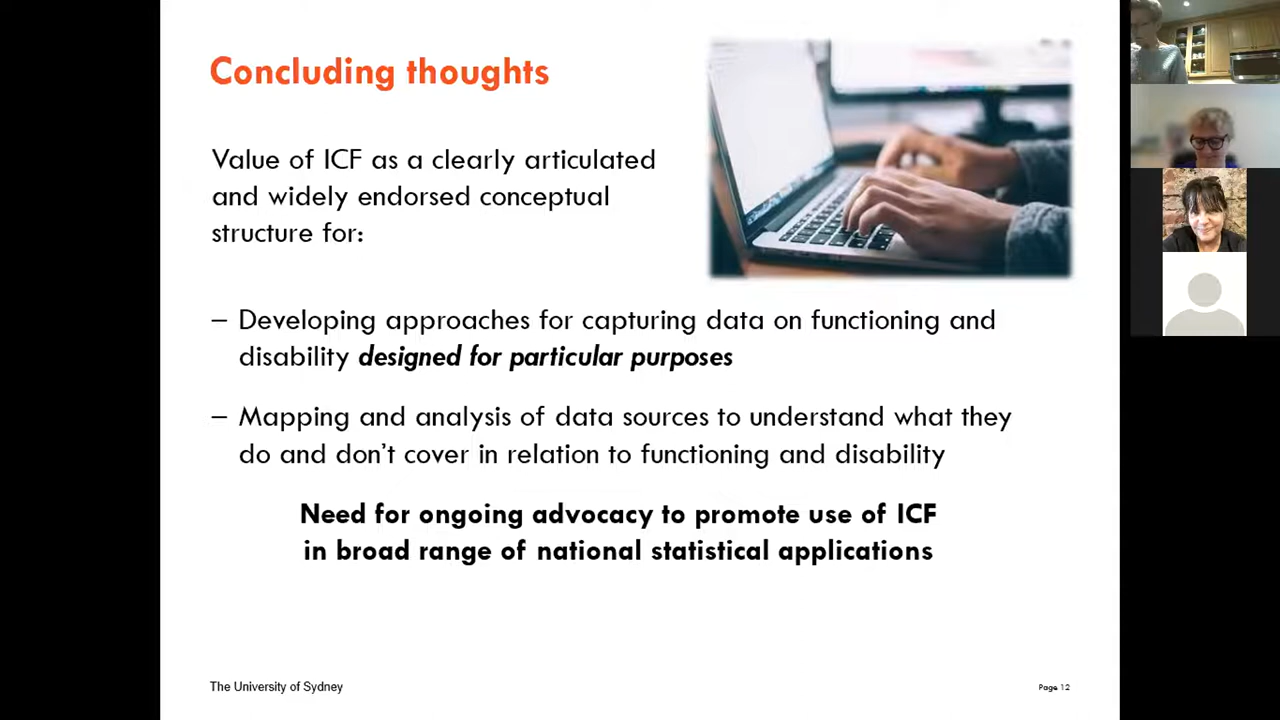 Concluding thoughts
Value of ICF as a clearly articulated
and widely endorsed conceptual
structure for:
– Developing approaches for capturing data on functioning and
disability designed for particular purposes
– Mapping and analysis of data sources to understand what they
do and don't cover in relation to functioning and disability
Need for ongoing advocacy to promote use of ICF
in broad range of national statistical applications
The University of Sydney
Page 12